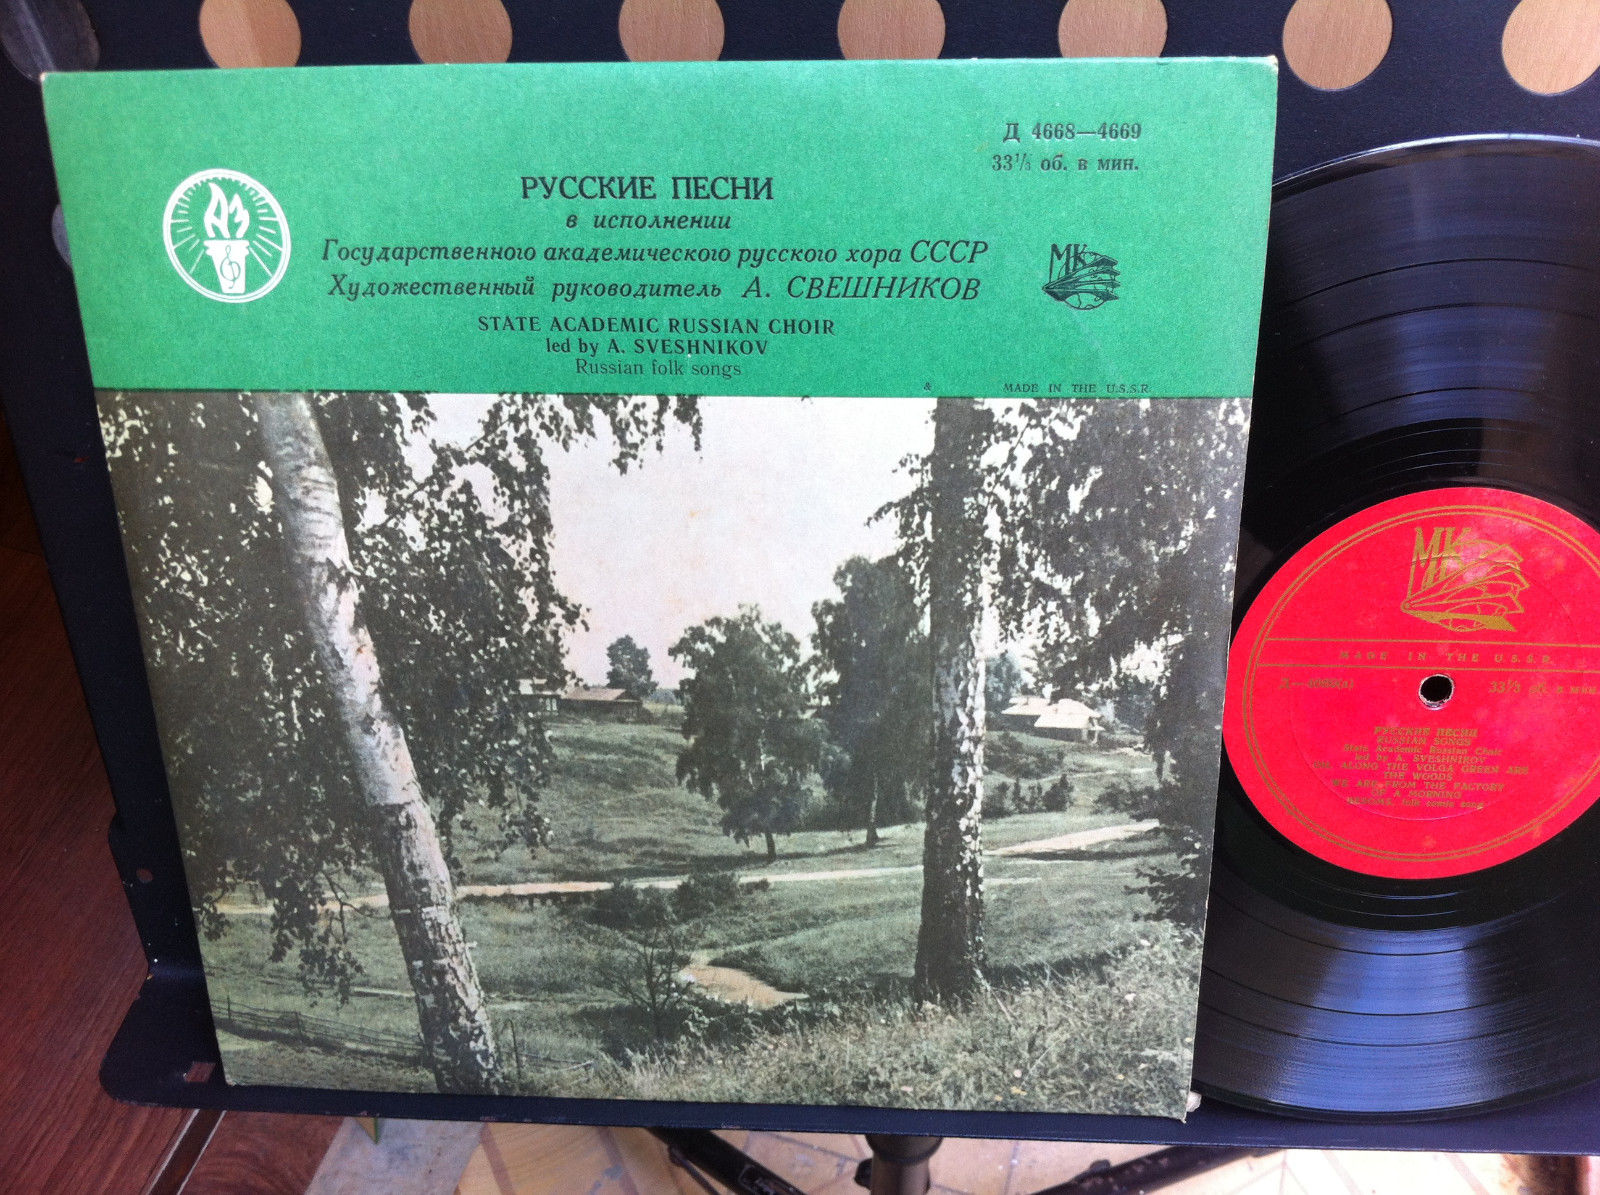 Д 4668—4669
33⅓ об. в мин.
АЗ
РУССКИЕ ПЕСНИ
в исполнении
Государственного академического русского хора СССР
Художественный руководитель А. СВЕШНИКОВ
МК
STATE ACADEMIC RUSSIAN CHOIR
led by A. SVESHNIKOV
Russian folk songs
&
MADE IN THE U.S.S.R.
МК
MADE IN THE U.S.S.R.
33⅓ об. в мин.
РУССКИЕ ПЕСНИ
RUSSIAN SONGS
State Academic Russian Choir
led by A. SVESHNIKOV
ALONG THE VOLGA GREEN ARE
THE WOODS
WE ARE FROM THE FACTORY
OF A MORNING
folk comic song